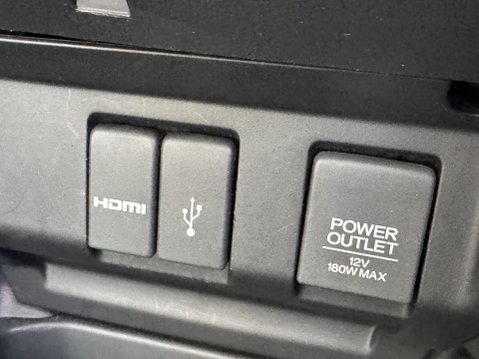 HDMI
POWER
OUTLET
12V
180W MAX